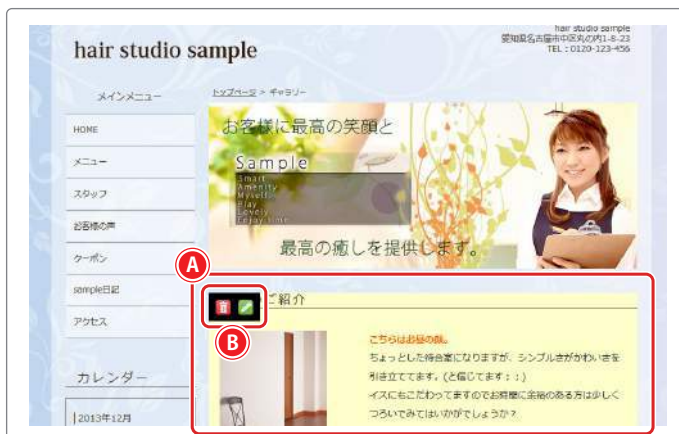 hair studio sample
hair studio sample
愛知県名古屋市中区丸の内1-8-23
TEL : 0120-123-456
メインメニュー
HOME
メニュー
スタッフ
お客様の声
クーポン
sample日記
アクセス
カレンダー
2013年12月
トップページ > ギャラリー
お客様に最高の笑顔と
Sample
Smart
Amenity
Myself
Play
Lovely
Enjoy time
最高の癒しを提供します。
A
B
ご紹介
こちらはお昼の顔。
ちょっとした待合室になりますが、シンプルさがかわいさを
引き立ててます。(と信じてます；；)
イスにもこだわってますのでお時間に余裕のある方は少しく
つろいでみてはいかがでしょうか？